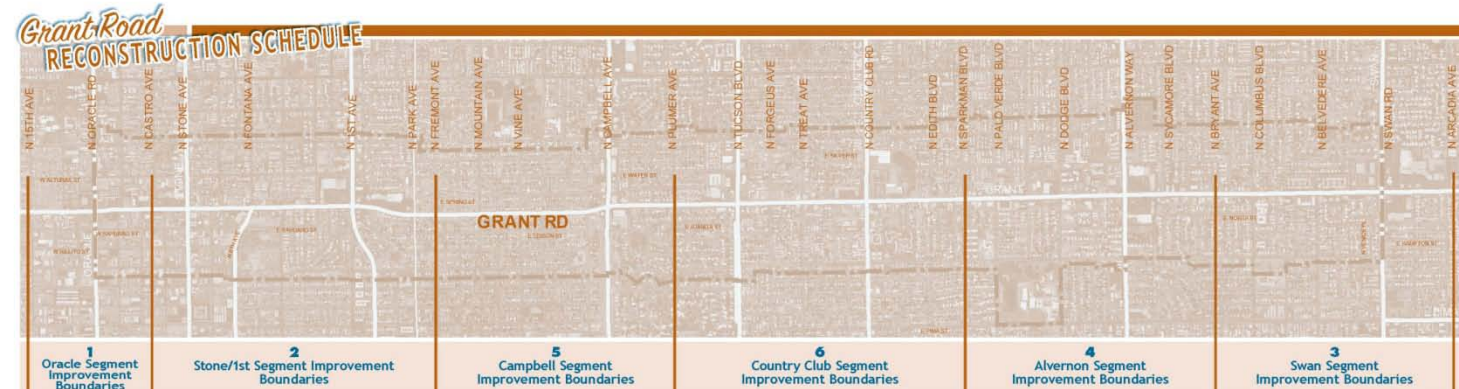 Grant Road
RECONSTRUCTION SCHEDULE
N 15TH AVE
N ORACLE RD
N CASTRO AVE
N STONE AVE
N FONTANA AVE
N 1ST AVE
N PARK AVE
N FREMONT AVE
N MOUNTAIN AVE
N VINE AVE
N CAMPBELL AVE
N PLUMER AVE
N TUCSON BLVD
N FORGEUS AVE
N TREAT AVE
N COUNTRY CLUB RD
N EDITH BLVD
N SPARKMAN BLVD
N PALO VERDE BLVD
N DODGE BLVD
N ALVERNON WAY
N SYCAMORE BLVD
N BRYANT AVE
N COLUMBUS BLVD
N BELVEDERE AVE
N SWAN RD
N ARCADIA AVE
GRANT
GRANT RD
1
Oracle Segment
Improvement
Boundaries
2
Stone/1st Segment Improvement
Boundaries
5
Campbell Segment
Improvement Boundaries
6
Country Club Segment
Improvement Boundaries
4
Alvernon Segment
Improvement Boundaries
3
Swan Segment
Improvement Boundaries